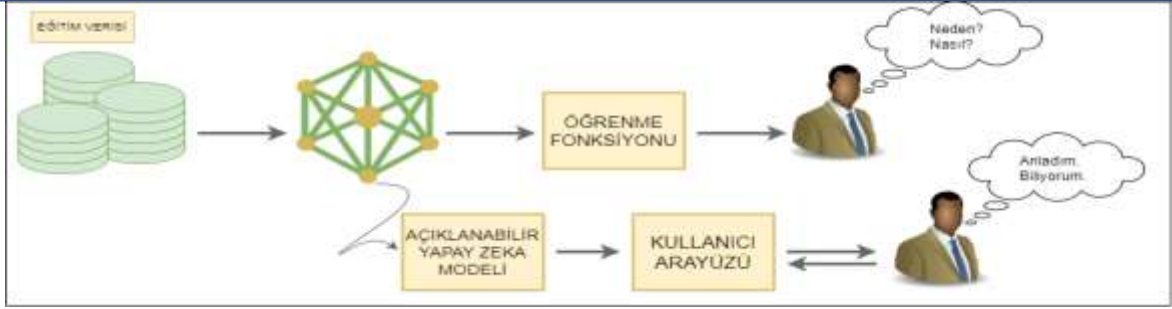 EĞİTİM VERİSİ
Neden?
Nasıl?
ÖĞRENME
FONKSİYONU
Anladım.
Biliyorum.
AÇIKLANABİLİR
YAPAY ZEKA
MODELİ
KULLANICI
ARAYÜZÜ